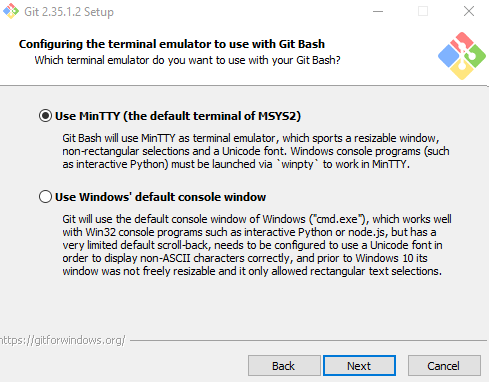 Git 2.35.1.2 Setup
Configuring the terminal emulator to use with Git Bash
Which terminal emulator do you want to use with your Git Bash?
Use MinTTY (the default terminal of MSYS2)
Git Bash will use MinTTY as terminal emulator, which sports a resizable window,
non-rectangular selections and a Unicode font. Windows console programs (such
as interactive Python) must be launched via `winpty` to work in MinTTY.
Use Windows' default console window
Git will use the default console window of Windows ("cmd.exe"), which works well
with Win32 console programs such as interactive Python or node.js, but has a
very limited default scroll-back, needs to be configured to use a Unicode font in
order to display non-ASCII characters correctly, and prior to Windows 10 its
window was not freely resizable and it only allowed rectangular text selections.
https://gitforwindows.org/
Back
Next
Cancel